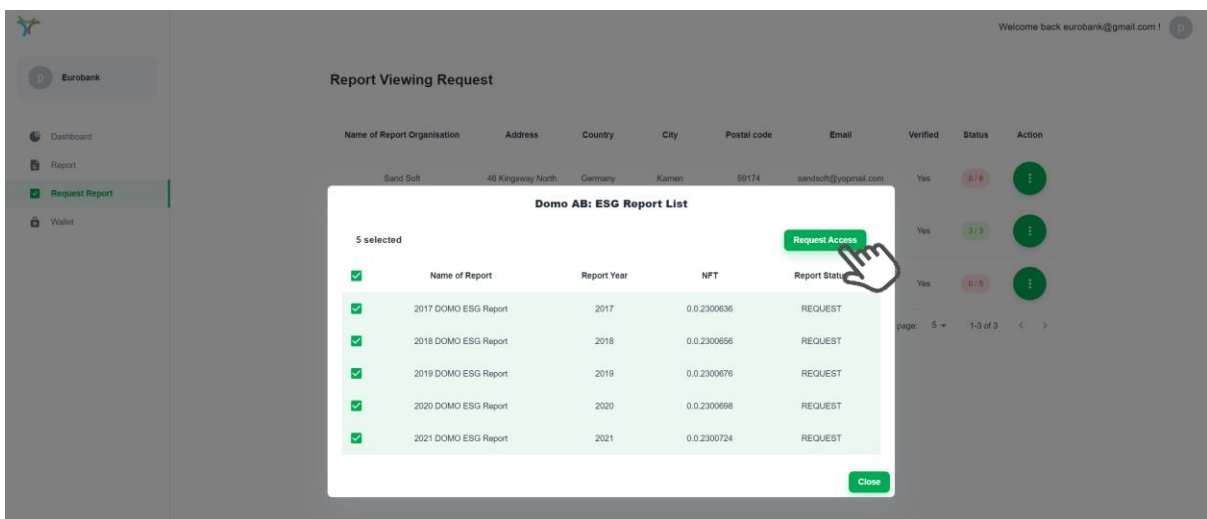 Welcome back eurobank@gmail.com ! p
p Eurobank
Report Viewing Request
Dashboard
Report
Request Report
Wallet
Name of Report Organisation Address Country City Postal code Email Verified Status Action
Sand Soft 46 Kingsway North Germany Kamen 59174 sandsoft@yopmail.com Yes 0 / 6
Yes 3 / 3
Yes 0 / 5
page: 5 1-3 of 3
Domo AB: ESG Report List
5 selected Request Access
Name of Report Report Year NFT Report Status
2017 DOMO ESG Report 2017 0.0.2300636 REQUEST
2018 DOMO ESG Report 2018 0.0.2300656 REQUEST
2019 DOMO ESG Report 2019 0.0.2300676 REQUEST
2020 DOMO ESG Report 2020 0.0.2300698 REQUEST
2021 DOMO ESG Report 2021 0.0.2300724 REQUEST
Close